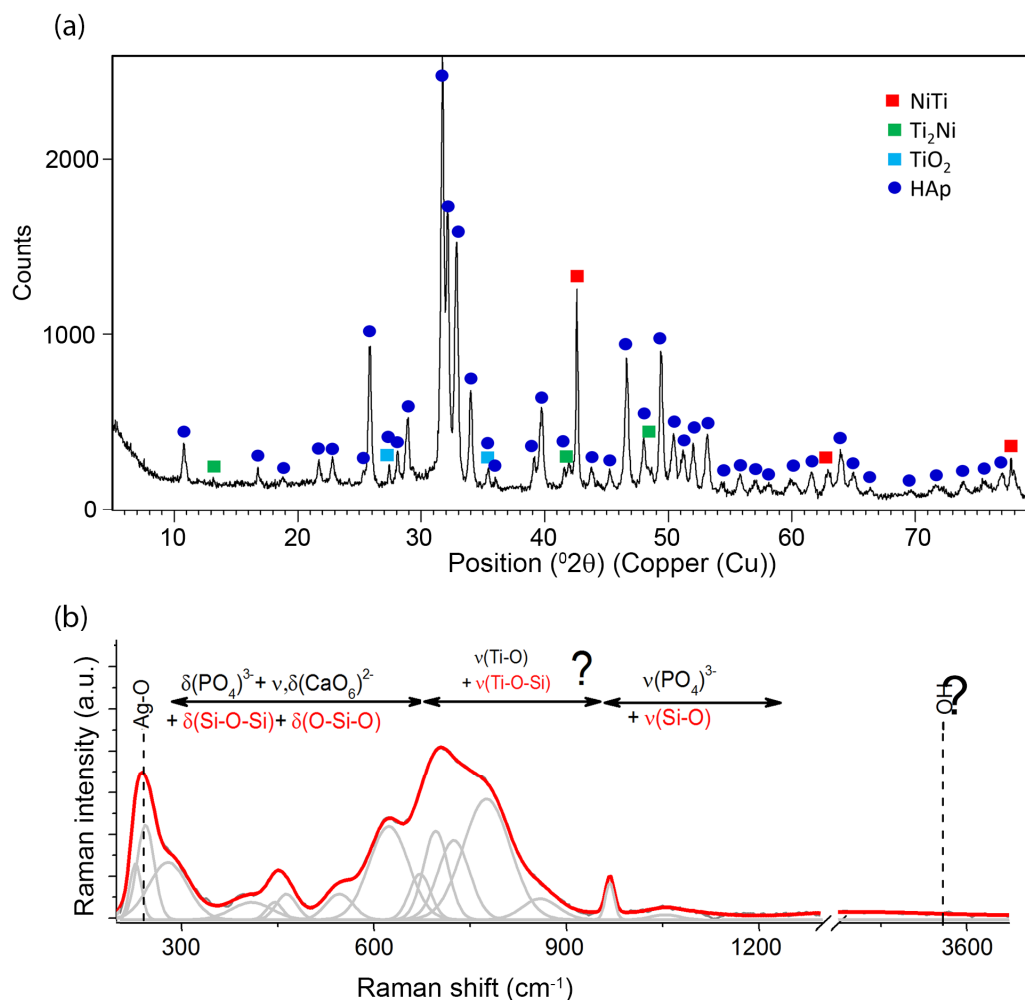 (a)
Counts
2000
1000
0
NiTi
Ti₂Ni
TiO₂
HAp
10 20 30 40 50 60 70
Position (⁰2θ) (Copper (Cu))
(b)
Raman intensity (a.u.)
Ag-O
δ(PO₄)³⁻ + ν,δ(CaO₆)²⁻
+ δ(Si-O-Si)+ δ(O-Si-O)
ν(Ti-O)
+ ν(Ti-O-Si)
?
ν(PO₄)³⁻
+ ν(Si-O)
OH
?
300 600 900 1200 3600
Raman shift (cm⁻¹)